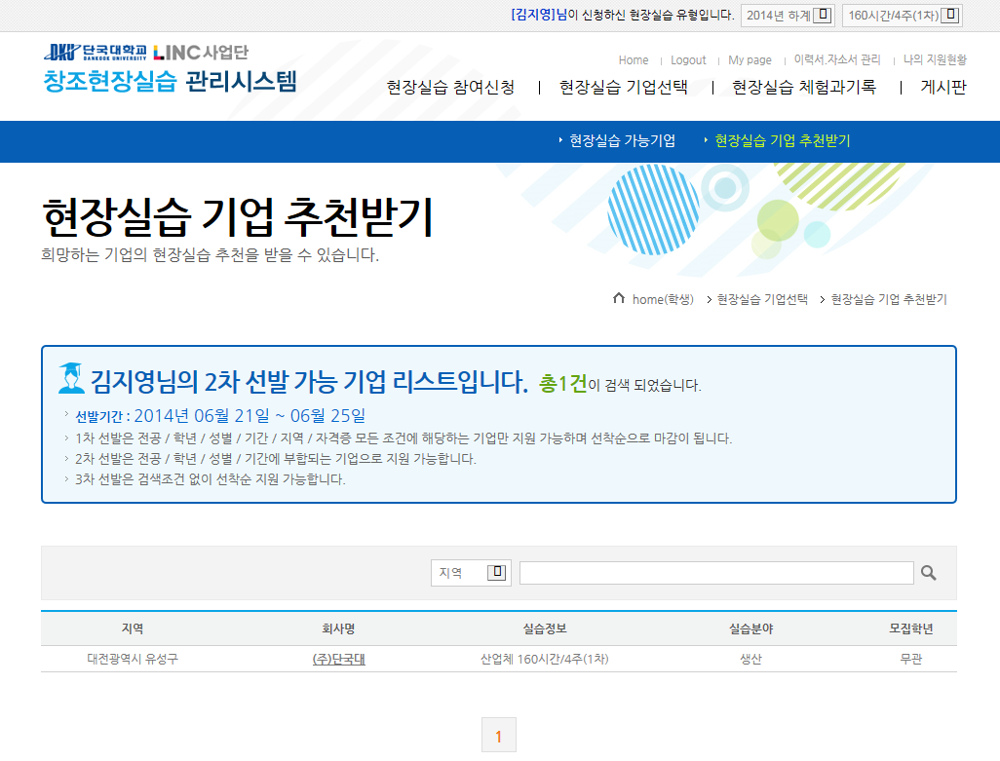 [김지영]님이 신청하신 현장실습 유형입니다. 2014년 하계 160시간/4주(1차)
DKU 단국대학교 DANKOOK UNIVERSITY LINC사업단
창조현장실습 관리시스템
Home Logout My page 이력서.자소서 관리 나의 지원현황
현장실습 참여신청 | 현장실습 기업선택 | 현장실습 체험과기록 | 게시판
현장실습 가능기업 현장실습 기업 추천받기
현장실습 기업 추천받기
희망하는 기업의 현장실습 추천을 받을 수 있습니다.
home(학생) > 현장실습 기업선택 > 현장실습 기업 추천받기
김지영님의 2차 선발 가능 기업 리스트입니다. 총1건이 검색 되었습니다.
선발기간 : 2014년 06월 21일 ~ 06월 25일
1차 선발은 전공 / 학년 / 성별 / 기간 / 지역 / 자격증 모든 조건에 해당하는 기업만 지원 가능하며 선착순으로 마감이 됩니다.
2차 선발은 전공 / 학년 / 성별 / 기간에 부합되는 기업으로 지원 가능합니다.
3차 선발은 검색조건 없이 선착순 지원 가능합니다.
지역
지역 회사명 실습정보 실습분야 모집학년
대전광역시 유성구 (주)단국대 산업체 160시간/4주(1차) 생산 무관
1